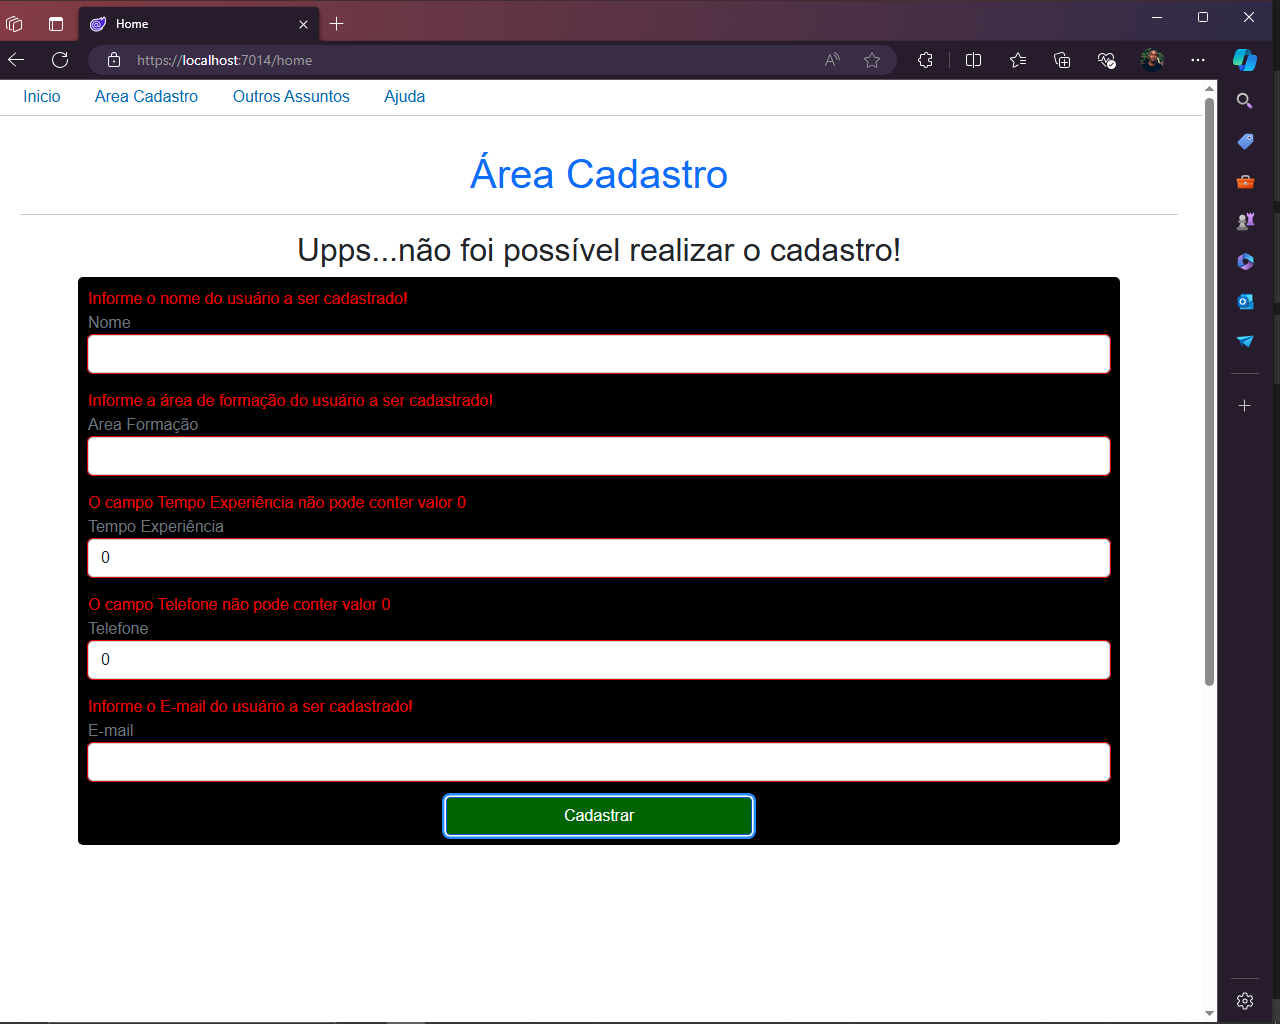 Home
https://localhost:7014/home
Inicio Area Cadastro Outros Assuntos Ajuda
Área Cadastro
Upps...não foi possível realizar o cadastro!
Informe o nome do usuário a ser cadastrado!
Nome
Informe a área de formação do usuário a ser cadastrado!
Area Formação
O campo Tempo Experiência não pode conter valor 0
Tempo Experiência
0
O campo Telefone não pode conter valor 0
Telefone
0
Informe o E-mail do usuário a ser cadastrado!
E-mail
Cadastrar